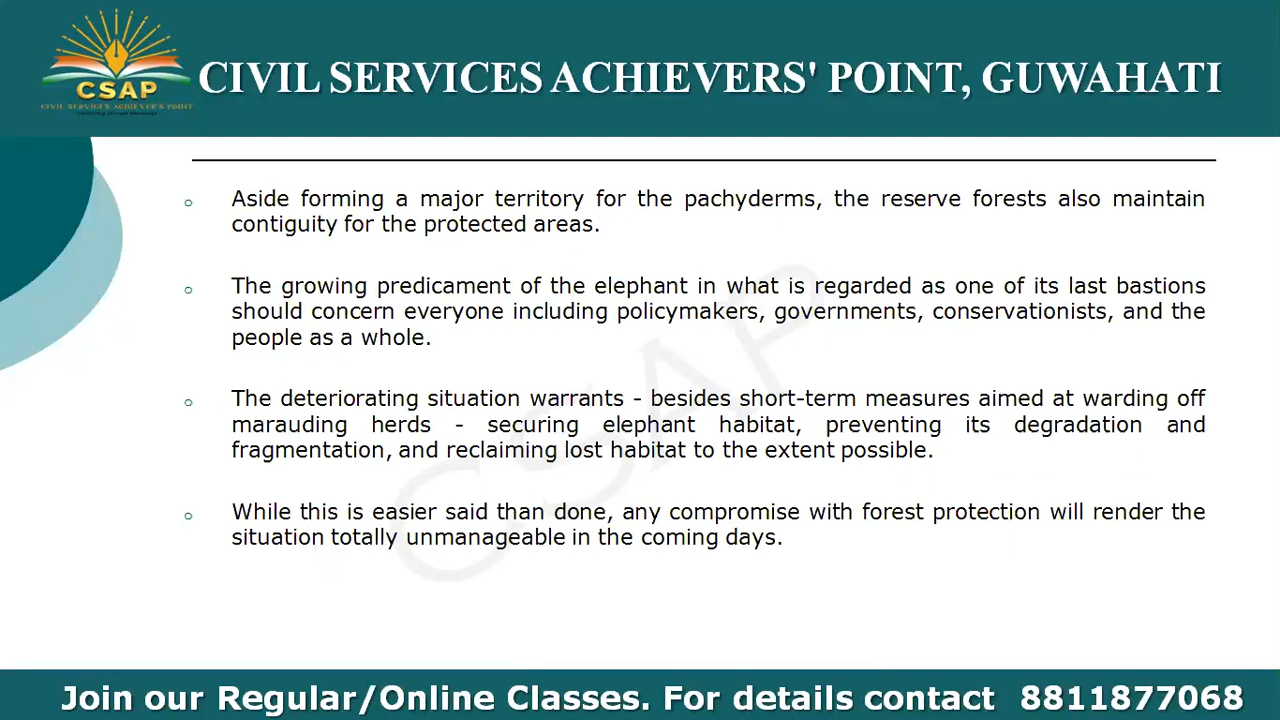 CSAP
CIVIL SERVICES ACHIEVER'S POINT
CIVIL SERVICES ACHIEVERS' POINT, GUWAHATI
Aside forming a major territory for the pachyderms, the reserve forests also maintain
contiguity for the protected areas.
The growing predicament of the elephant in what is regarded as one of its last bastions
should concern everyone including policymakers, governments, conservationists, and the
people as a whole.
The deteriorating situation warrants - besides short-term measures aimed at warding off
marauding herds - securing elephant habitat, preventing its degradation and
fragmentation, and reclaiming lost habitat to the extent possible.
While this is easier said than done, any compromise with forest protection will render the
situation totally unmanageable in the coming days.
CSAP
Join our Regular/Online Classes. For details contact 8811877068